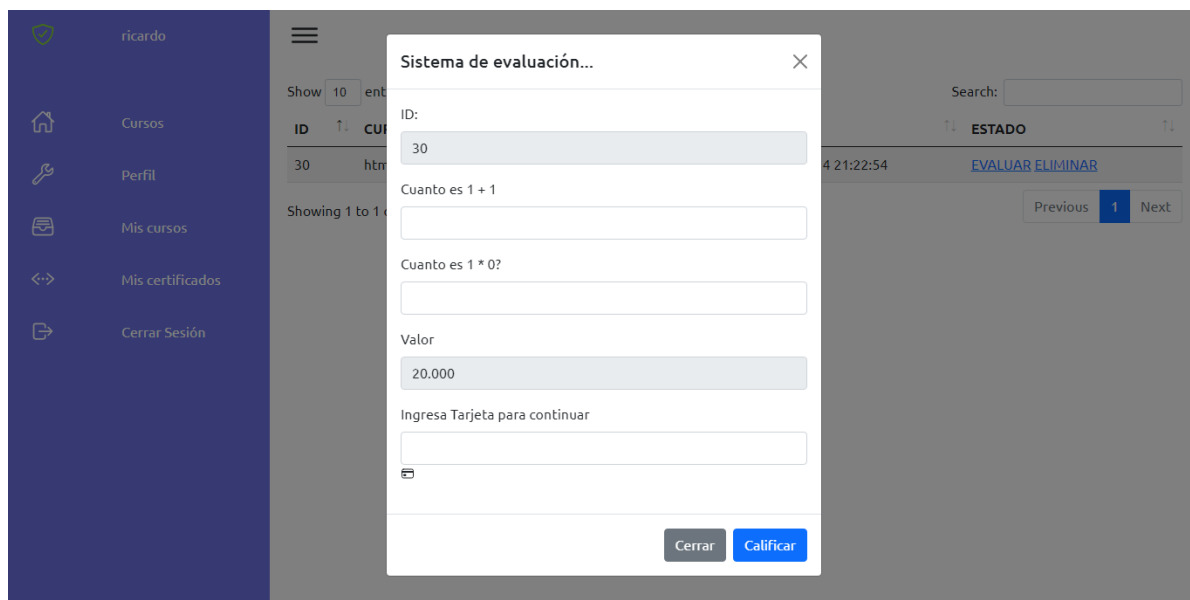 ricardo
Cursos
Perfil
Mis cursos
Mis certificados
Cerrar Sesión
Show 10
Search:
ID
ESTADO
30
4 21:22:54
EVALUAR ELIMINAR
Showing 1 to 1
Previous 1 Next
Sistema de evaluación...
ID:
30
Cuanto es 1 + 1
Cuanto es 1 * 0?
Valor
20.000
Ingresa Tarjeta para continuar
Cerrar
Calificar